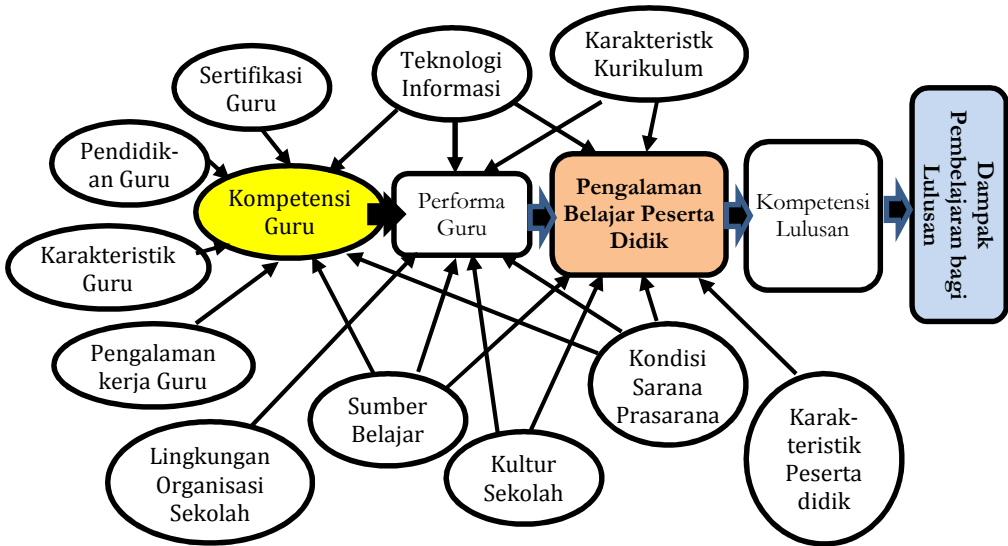 Sertifikasi
Guru
Teknologi
Informasi
Karakteristk
Kurikulum
Pendidik-
an Guru
Kompetensi
Guru
Performa
Guru
Pengalaman
Belajar Peserta
Didik
Kompetensi
Lulusan
Dampak
Pembelajaran bagi
Lulusan
Karakteristik
Guru
Pengalaman
kerja Guru
Lingkungan
Organisasi
Sekolah
Sumber
Belajar
Kultur
Sekolah
Kondisi
Sarana
Prasarana
Karak-
teristik
Peserta
didik